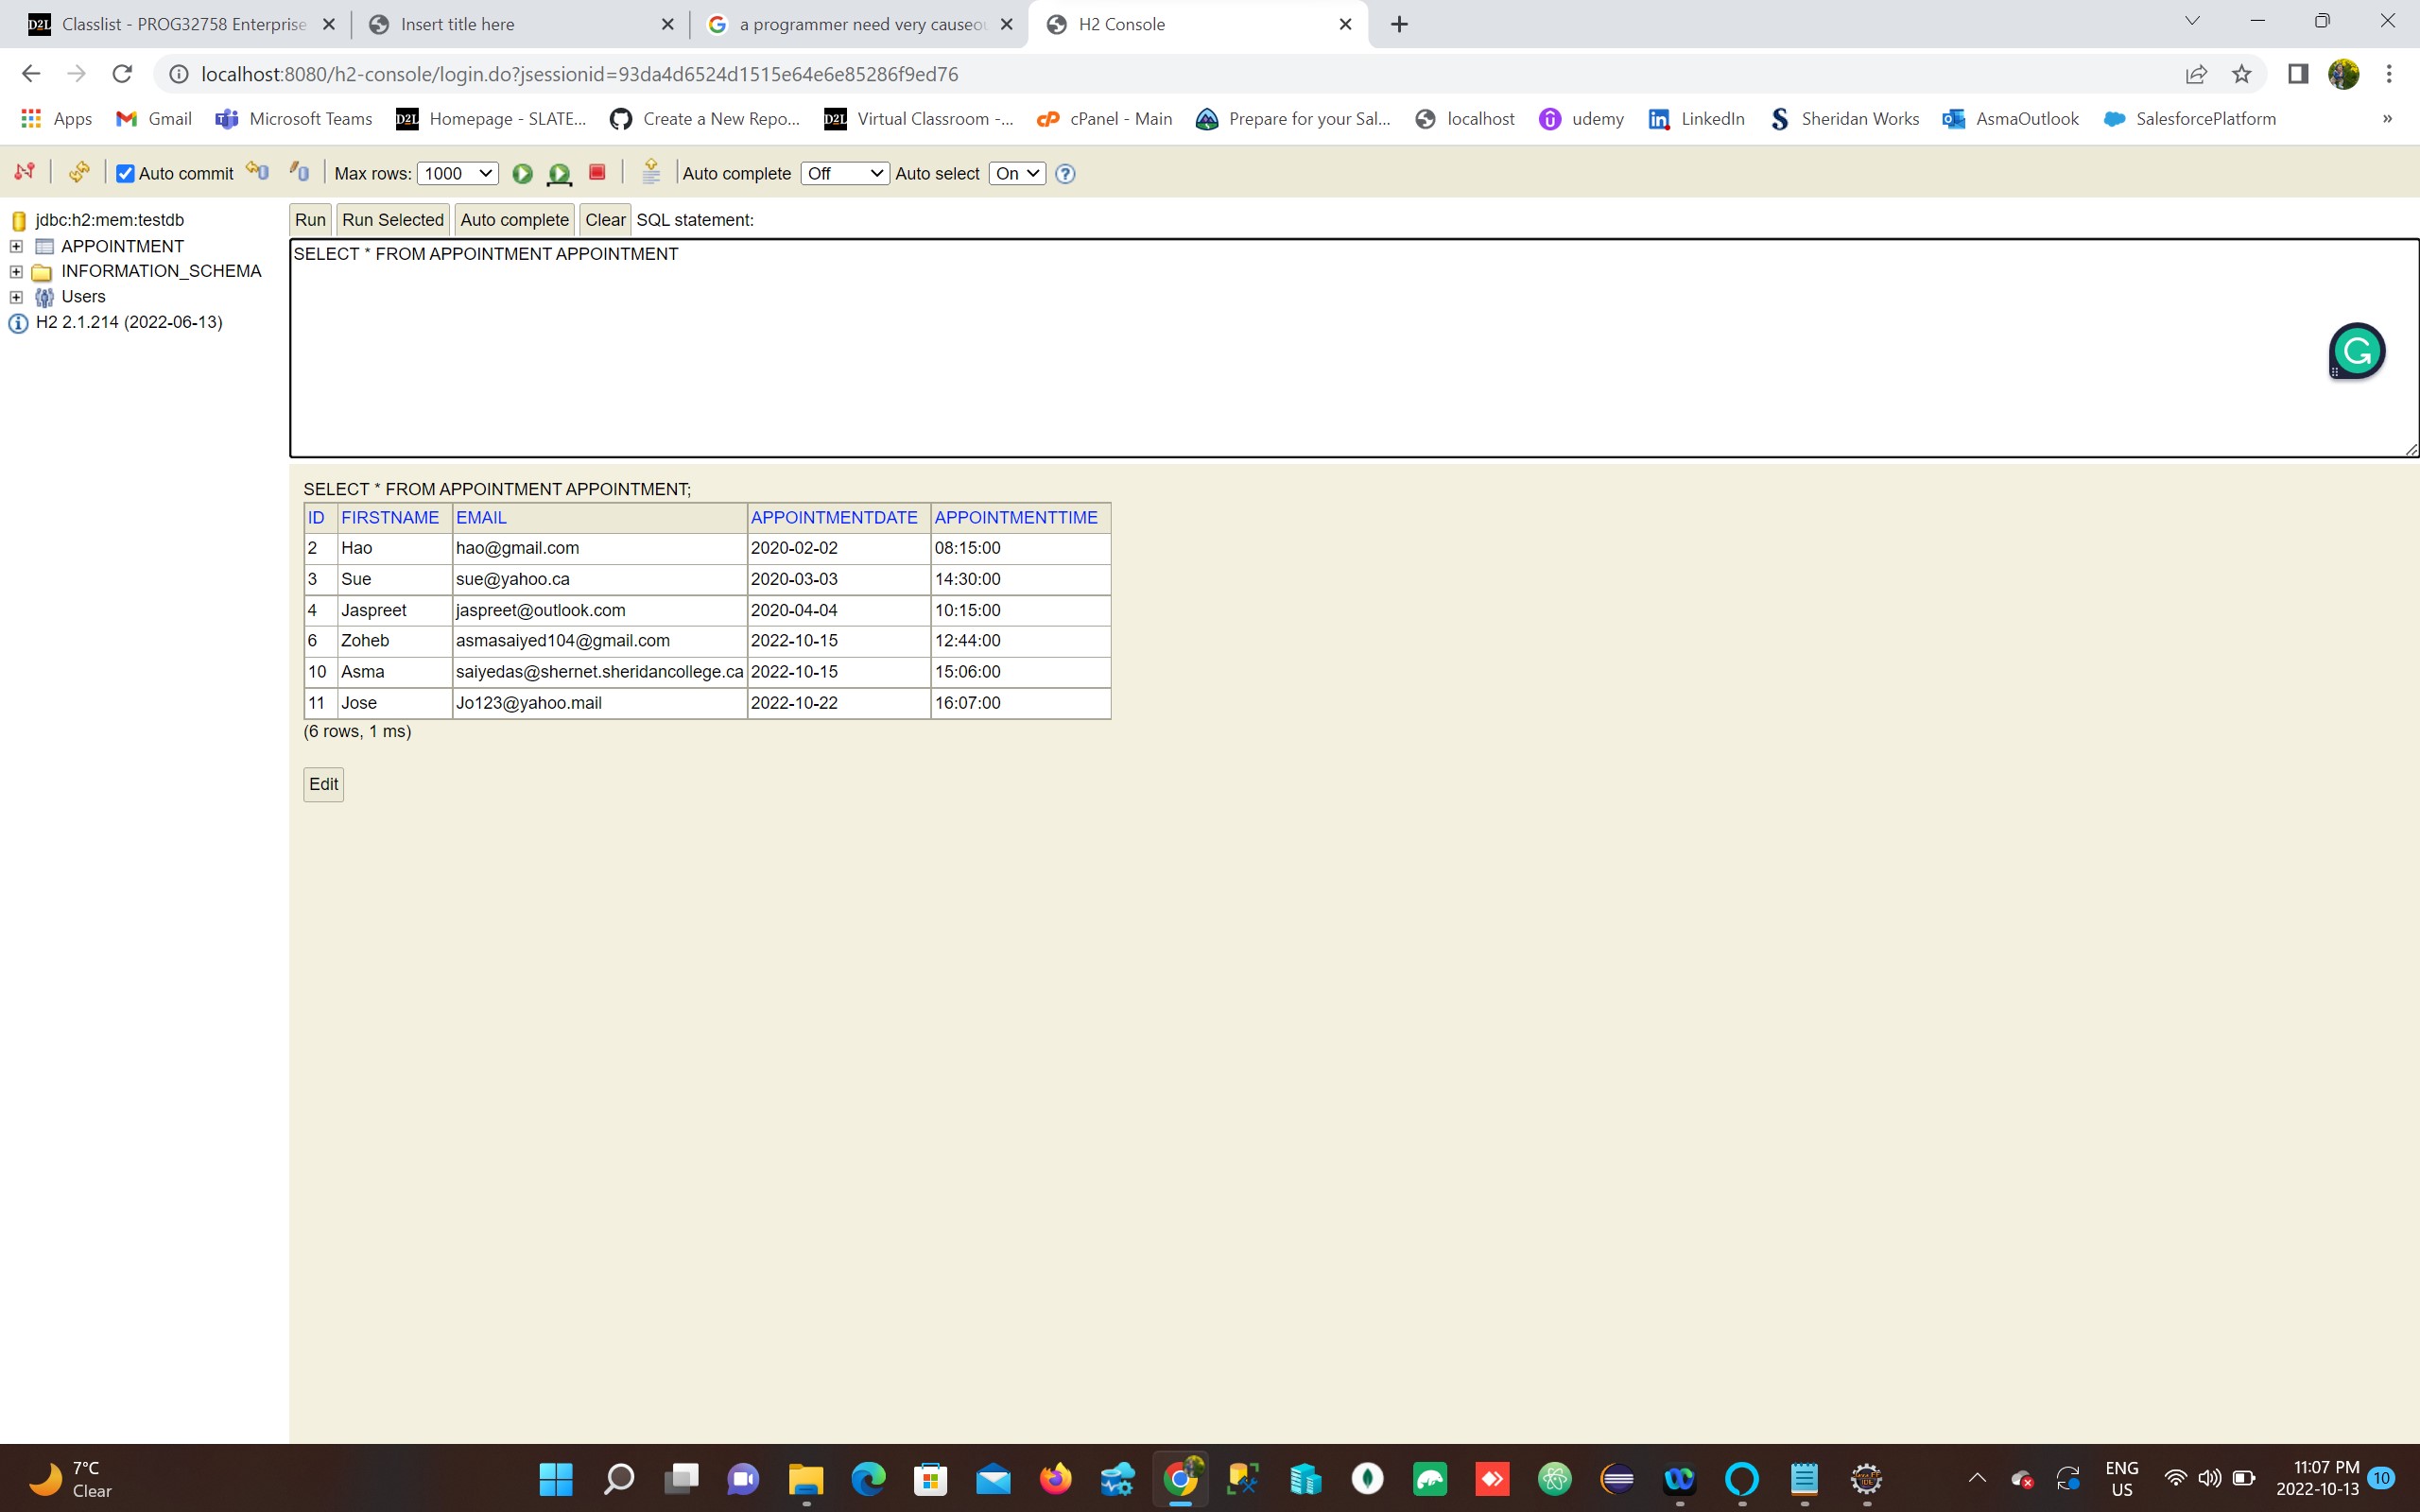 Classlist - PROG32758 Enterprise
Insert title here
a programmer need very causeou
H2 Console
localhost:8080/h2-console/login.do?jsessionid=93da4d6524d1515e64e6e85286f9ed76
Apps Gmail Microsoft Teams Homepage - SLATE... Create a New Repo... Virtual Classroom -... cPanel - Main Prepare for your Sal... localhost udemy LinkedIn Sheridan Works AsmaOutlook SalesforcePlatform »
Auto commit Max rows: 1000 Auto complete Off Auto select On
jdbc:h2:mem:testdb
APPOINTMENT
INFORMATION_SCHEMA
Users
H2 2.1.214 (2022-06-13)
Run Run Selected Auto complete Clear SQL statement:
SELECT * FROM APPOINTMENT APPOINTMENT
SELECT * FROM APPOINTMENT APPOINTMENT;
ID FIRSTNAME EMAIL APPOINTMENTDATE APPOINTMENTTIME
2 Hao hao@gmail.com 2020-02-02 08:15:00
3 Sue sue@yahoo.ca 2020-03-03 14:30:00
4 Jaspreet jaspreet@outlook.com 2020-04-04 10:15:00
6 Zoheb asmasaiyed104@gmail.com 2022-10-15 12:44:00
10 Asma saiyedas@shernet.sheridancollege.ca 2022-10-15 15:06:00
11 Jose Jo123@yahoo.mail 2022-10-22 16:07:00
(6 rows, 1 ms)
Edit
7°C
Clear
ENG
US
11:07 PM
2022-10-13
10